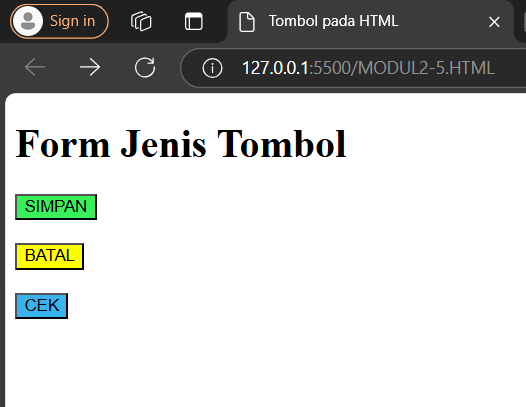 Sign in
Tombol pada HTML
127.0.0.1:5500/MODUL2-5.HTML
Form Jenis Tombol
SIMPAN
BATAL
CEK